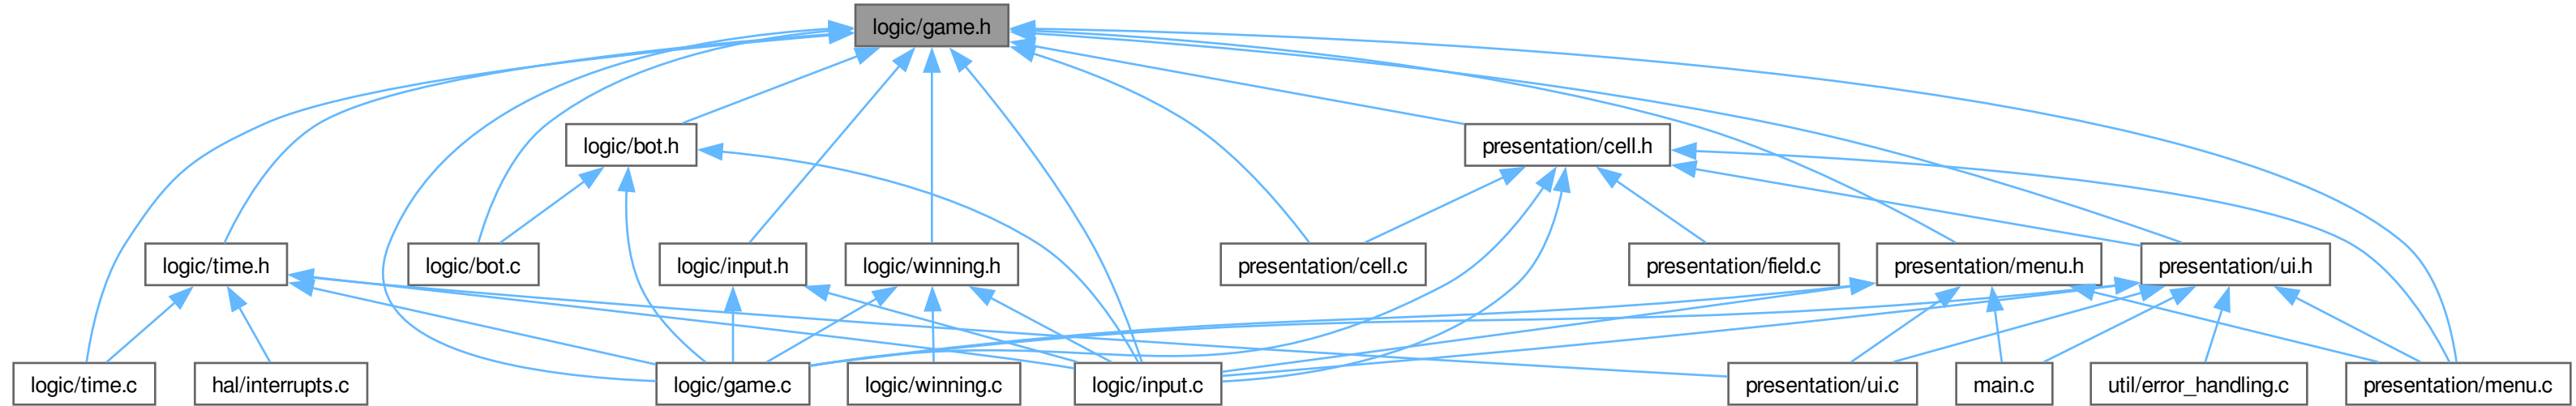 logic/game.h
logic/bot.h
presentation/cell.h
logic/time.h
logic/bot.c
logic/input.h
logic/winning.h
presentation/cell.c
presentation/field.c
presentation/menu.h
presentation/ui.h
logic/time.c
hal/interrupts.c
logic/game.c
logic/winning.c
logic/input.c
presentation/ui.c
main.c
util/error_handling.c
presentation/menu.c